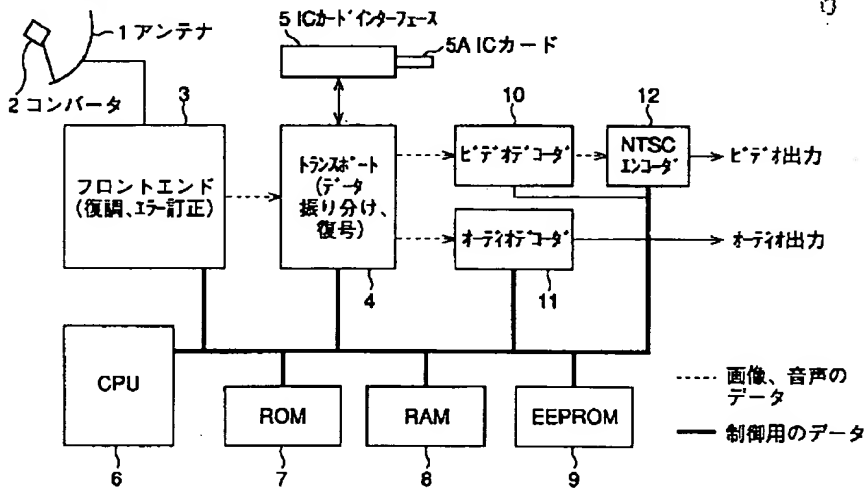 1 アンテナ
2 コンバータ
5 ICカードインターフェース
5A ICカード
3
フロントエンド
(復調、エラー訂正)
トランスポート
(データ
振り分け、
復号)
4
10
ビデオデコーダ
12
NTSC
エンコーダ
ビデオ出力
オーディオデコーダ
11
オーディオ出力
CPU
6
ROM
7
RAM
8
EEPROM
9
画像、音声の
データ
制御用のデータ